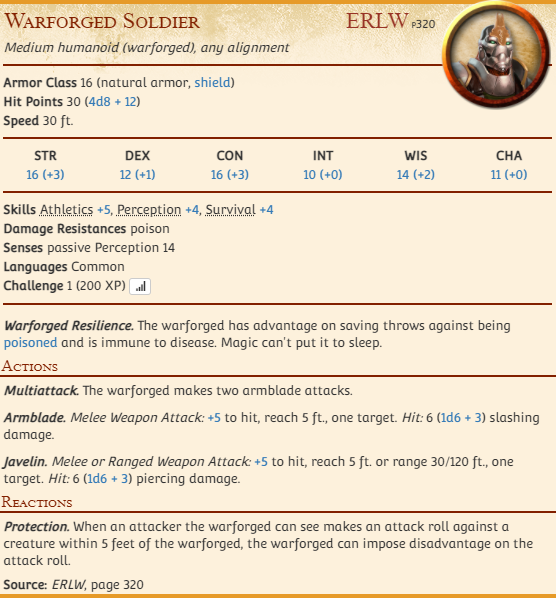 Warforged Soldier ERLW p320
Medium humanoid (warforged), any alignment
Armor Class 16 (natural armor, shield)
Hit Points 30 (4d8 + 12)
Speed 30 ft.
STR DEX CON INT WIS CHA
16 (+3) 12 (+1) 16 (+3) 10 (+0) 14 (+2) 11 (+0)
Skills Athletics +5, Perception +4, Survival +4
Damage Resistances poison
Senses passive Perception 14
Languages Common
Challenge 1 (200 XP)
Warforged Resilience. The warforged has advantage on saving throws against being
poisoned and is immune to disease. Magic can't put it to sleep.
Actions
Multiattack. The warforged makes two armblade attacks.
Armblade. Melee Weapon Attack: +5 to hit, reach 5 ft., one target. Hit: 6 (1d6 + 3) slashing
damage.
Javelin. Melee or Ranged Weapon Attack: +5 to hit, reach 5 ft. or range 30/120 ft., one
target. Hit: 6 (1d6 + 3) piercing damage.
Reactions
Protection. When an attacker the warforged can see makes an attack roll against a
creature within 5 feet of the warforged, the warforged can impose disadvantage on the
attack roll.
Source: ERLW, page 320